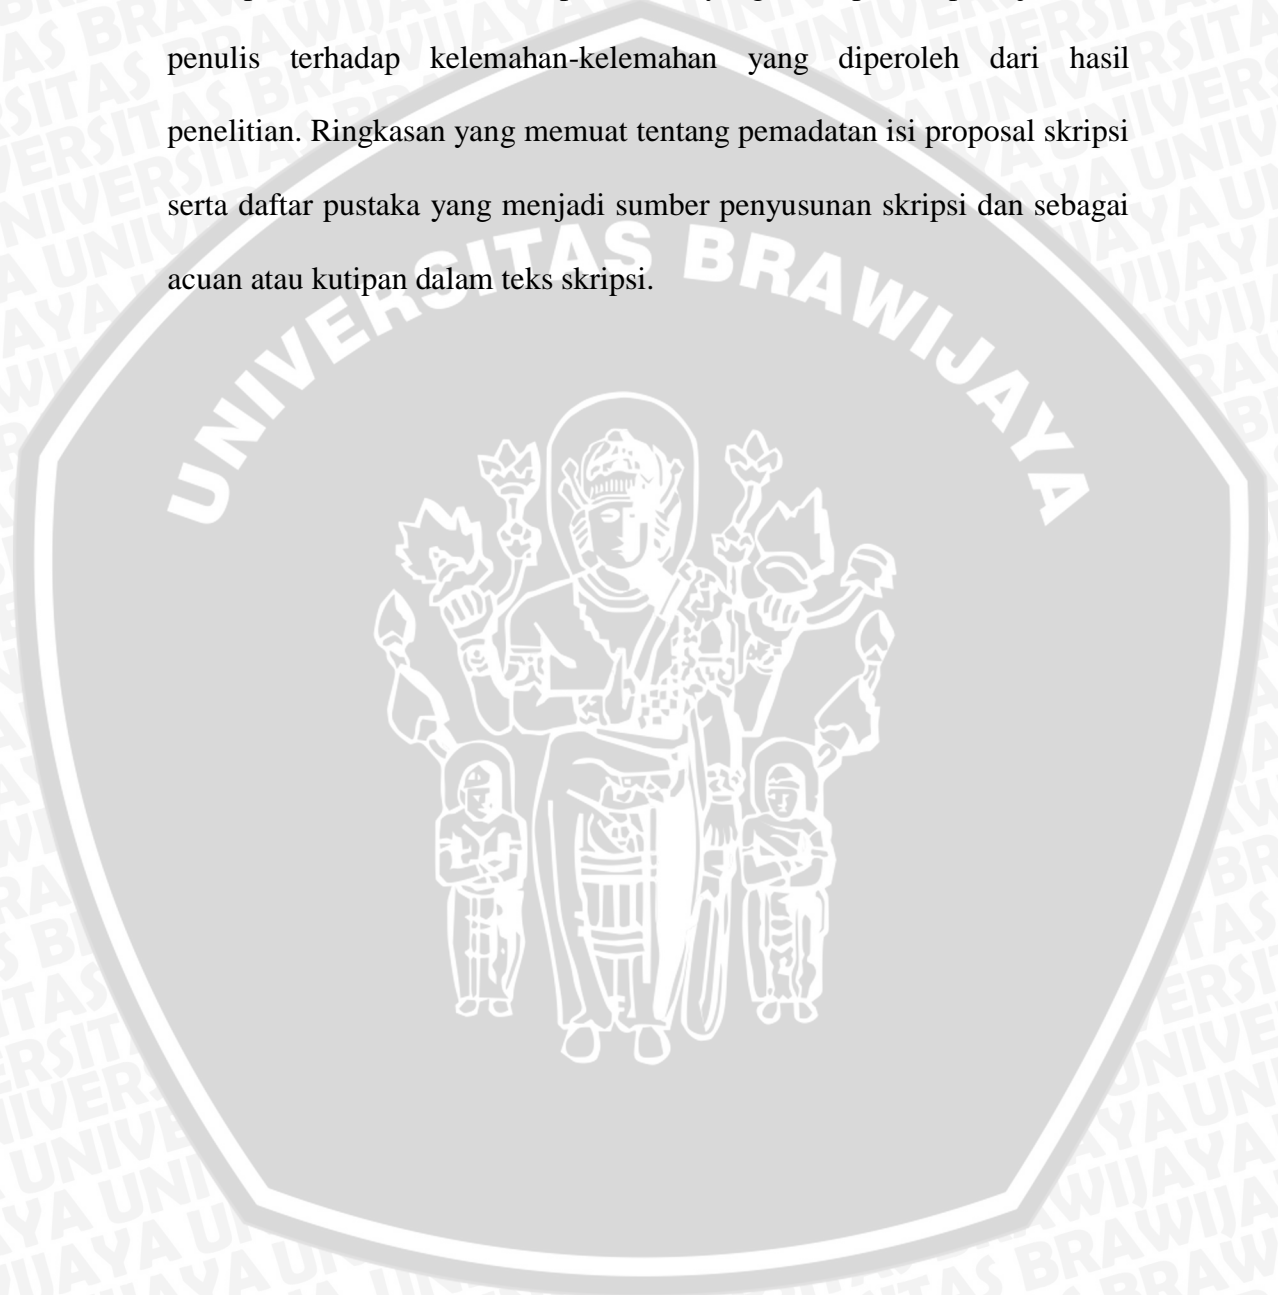 penulis terhadap kelemahan-kelemahan yang diperoleh dari hasil
penelitian. Ringkasan yang memuat tentang pemadatan isi proposal skripsi
serta daftar pustaka yang menjadi sumber penyusunan skripsi dan sebagai
acuan atau kutipan dalam teks skripsi.
UNIVERSITAS BRAWIJAYA